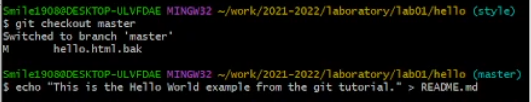 Smile1908@DESKTOP-ULVFDAE MINGW32 ~/work/2021-2022/laboratory/lab01/hello (style)
$ git checkout master
Switched to branch 'master'
M hello.html.bak
Smile1908@DESKTOP-ULVFDAE MINGW32 ~/work/2021-2022/laboratory/lab01/hello (master)
$ echo "This is the Hello World example from the git tutorial." > README.md